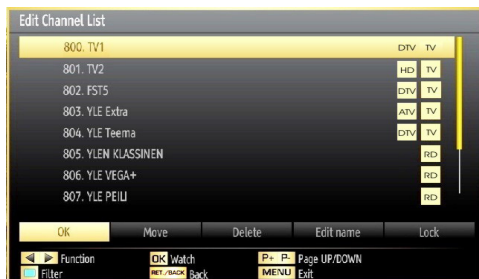 Edit Channel List
800. TV1 DTV TV
801. TV2 HD TV
802. FST5 DTV TV
803. YLE Extra ATV TV
804. YLE Teema DTV TV
805. YLEN KLASSINEN RD
806. YLE VEGA+ RD
807. YLE PEILI RD
OK Move Delete Edit name Lock
Function OK Watch P+ P- Page UP/DOWN
Filter RET./BACK Back MENU Exit